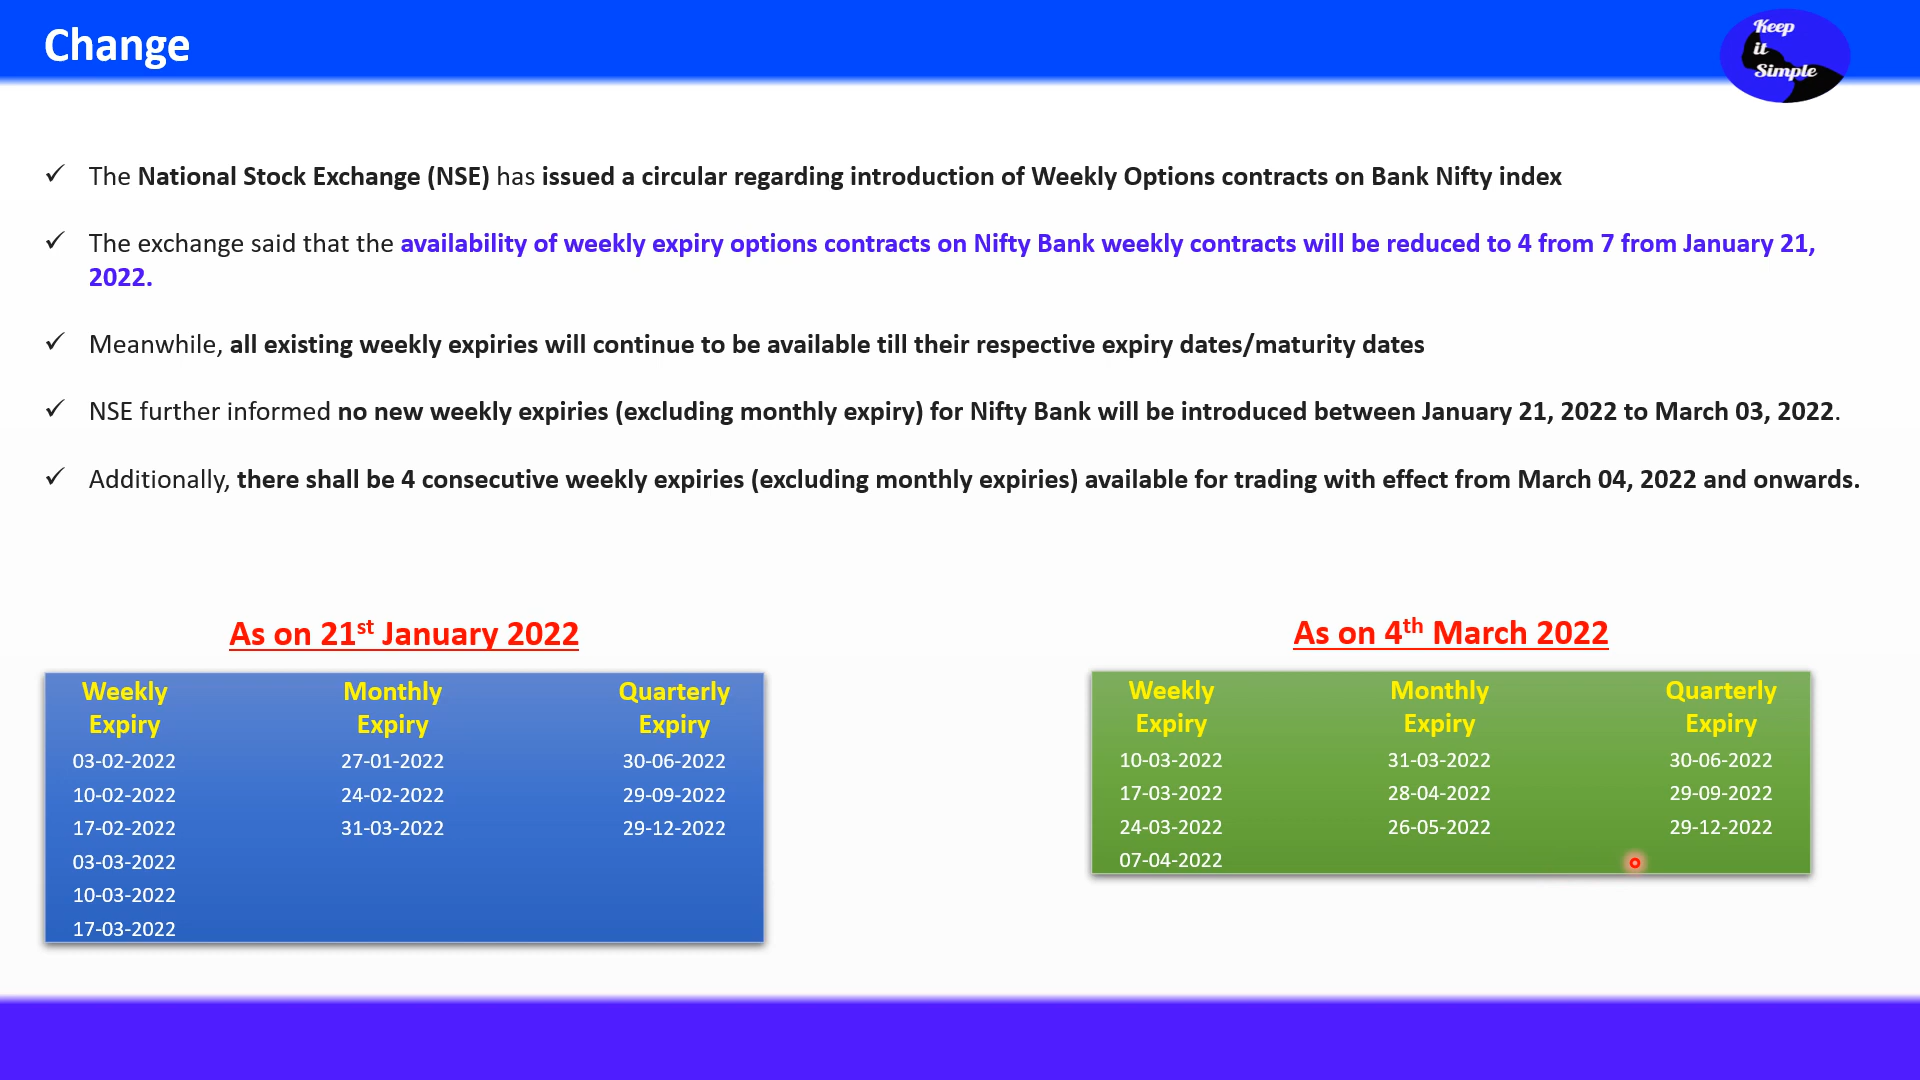 Change
Keep
it
Simple
✓ The National Stock Exchange (NSE) has issued a circular regarding introduction of Weekly Options contracts on Bank Nifty index
✓ The exchange said that the availability of weekly expiry options contracts on Nifty Bank weekly contracts will be reduced to 4 from 7 from January 21,
2022.
✓ Meanwhile, all existing weekly expiries will continue to be available till their respective expiry dates/maturity dates
✓ NSE further informed no new weekly expiries (excluding monthly expiry) for Nifty Bank will be introduced between January 21, 2022 to March 03, 2022.
✓ Additionally, there shall be 4 consecutive weekly expiries (excluding monthly expiries) available for trading with effect from March 04, 2022 and onwards.
As on 21st January 2022
Weekly Monthly Quarterly
Expiry Expiry Expiry
03-02-2022 27-01-2022 30-06-2022
10-02-2022 24-02-2022 29-09-2022
17-02-2022 31-03-2022 29-12-2022
03-03-2022
10-03-2022
17-03-2022
As on 4th March 2022
Weekly Monthly Quarterly
Expiry Expiry Expiry
10-03-2022 31-03-2022 30-06-2022
17-03-2022 28-04-2022 29-09-2022
24-03-2022 26-05-2022 29-12-2022
07-04-2022